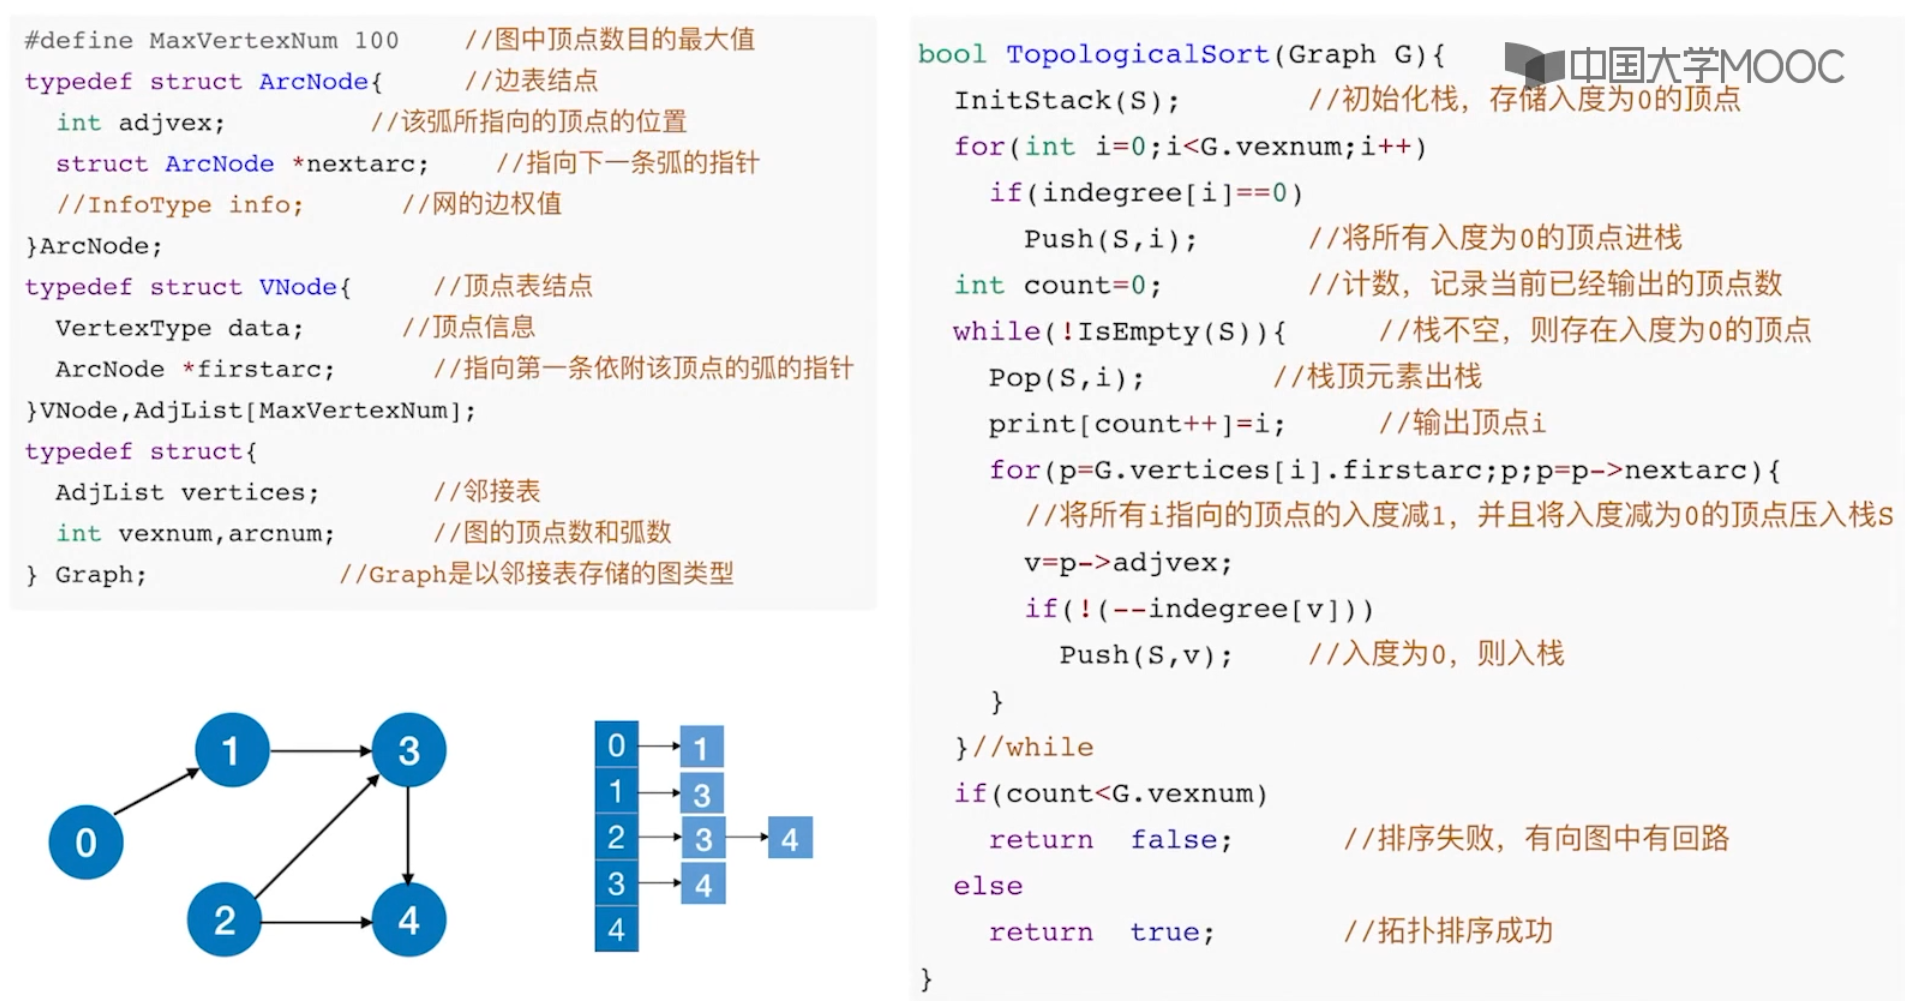 #define MaxVertexNum 100 //图中顶点数目的最大值
typedef struct ArcNode{ //边表结点
int adjvex; //该弧所指向的顶点的位置
struct ArcNode *nextarc; //指向下一条弧的指针
//InfoType info; //网的边权值
}ArcNode;
typedef struct VNode{ //顶点表结点
VertexType data; //顶点信息
ArcNode *firstarc; //指向第一条依附该顶点的弧的指针
}VNode,AdjList[MaxVertexNum];
typedef struct{
AdjList vertices; //邻接表
int vexnum,arcnum; //图的顶点数和弧数
} Graph; //Graph是以邻接表存储的图类型
1 3
0
2 4
0 1
1 3
2 3 4
3 4
4
中国大学MOOC
bool TopologicalSort(Graph G){
InitStack(S); //初始化栈，存储入度为0的顶点
for(int i=0;i<G.vexnum;i++)
if(indegree[i]==0)
Push(S,i); //将所有入度为0的顶点进栈
int count=0; //计数，记录当前已经输出的顶点数
while(!IsEmpty(S)){ //栈不空，则存在入度为0的顶点
Pop(S,i); //栈顶元素出栈
print[count++]=i; //输出顶点i
for(p=G.vertices[i].firstarc;p;p=p->nextarc){
//将所有i指向的顶点的入度减1，并且将入度减为0的顶点压入栈S
v=p->adjvex;
if(!(--indegree[v]))
Push(S,v); //入度为0，则入栈
}
}//while
if(count<G.vexnum)
return false; //排序失败，有向图中有回路
else
return true; //拓扑排序成功
}